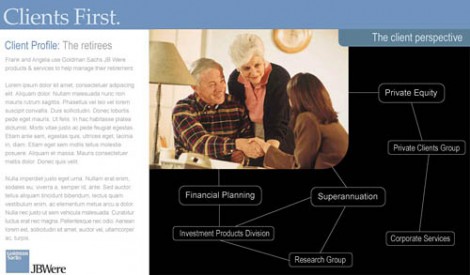 Clients First.
Client Profile: The retirees
Frank and Angela use Goldman Sachs JB Were
products & services to help manage their retirement
Lorem ipsum dolor sit amet, consectetuer adipiscing
elit. Aliquam dolor. Nullam malesuada nunc non
mauris rutrum sagittis. Phasellus vel leo vel lorem
suscipit convallis. Duis sollicitudin. Donec lobortis
pede eget mauris. Ut felis. In hac habitasse platea
dictumst. Morbi vitae justo ac pede feugiat sagittis.
Etiam ante sem, egestas quis, ultrices eget, lacinia
in, diam. Etiam eget sem mattis tellus molestie
posuere. Aliquam et massa. Mauris consectetuer
mattis dolor. Donec quis velit.
Nulla imperdiet justo eget urna. Nullam erat enim,
sodales eu, viverra a, semper id, ante. Sed auctor,
tellus aliquam tincidunt bibendum, lectus quam
vestibulum enim, ac elementum metus arcu a dolor.
Nulla nec justo ut sem vehicula malesuada. Curabitur
luctus erat nec magna. Pellentesque nec odio. Aenean
lorem est, sollicitudin sit amet, auctor vel, ullamcorper
ac, turpis.
Goldman
Sachs
JBWere
The client perspective
Private Equity
Private Clients Group
Financial Planning
Superannuation
Investment Products Division
Corporate Services
Research Group